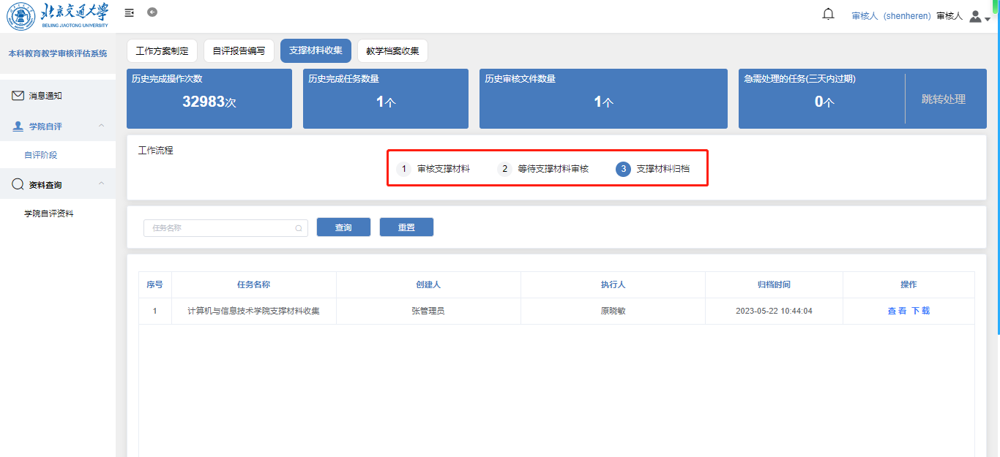 北京交通大学
BEIJING JIAOTONG UNIVERSITY
审核人 (shenheren) 审核人
本科教育教学审核评估系统
消息通知
学院自评
自评阶段
资料查询
学院自评资料
工作方案制定 自评报告编写 支撑材料收集 教学档案收集
历史完成操作次数 历史完成任务数量 历史审核文件数量 急需处理的任务(三天内过期)
32983次 1个 1个 0个 跳转处理
工作流程
1 审核支撑材料 2 等待支撑材料审核 3 支撑材料归档
任务名称 查询 重置
序号 任务名称 创建人 执行人 归档时间 操作
1 计算机与信息技术学院支撑材料收集 张管理员 原晓敏 2023-05-22 10:44:04 查看 下载